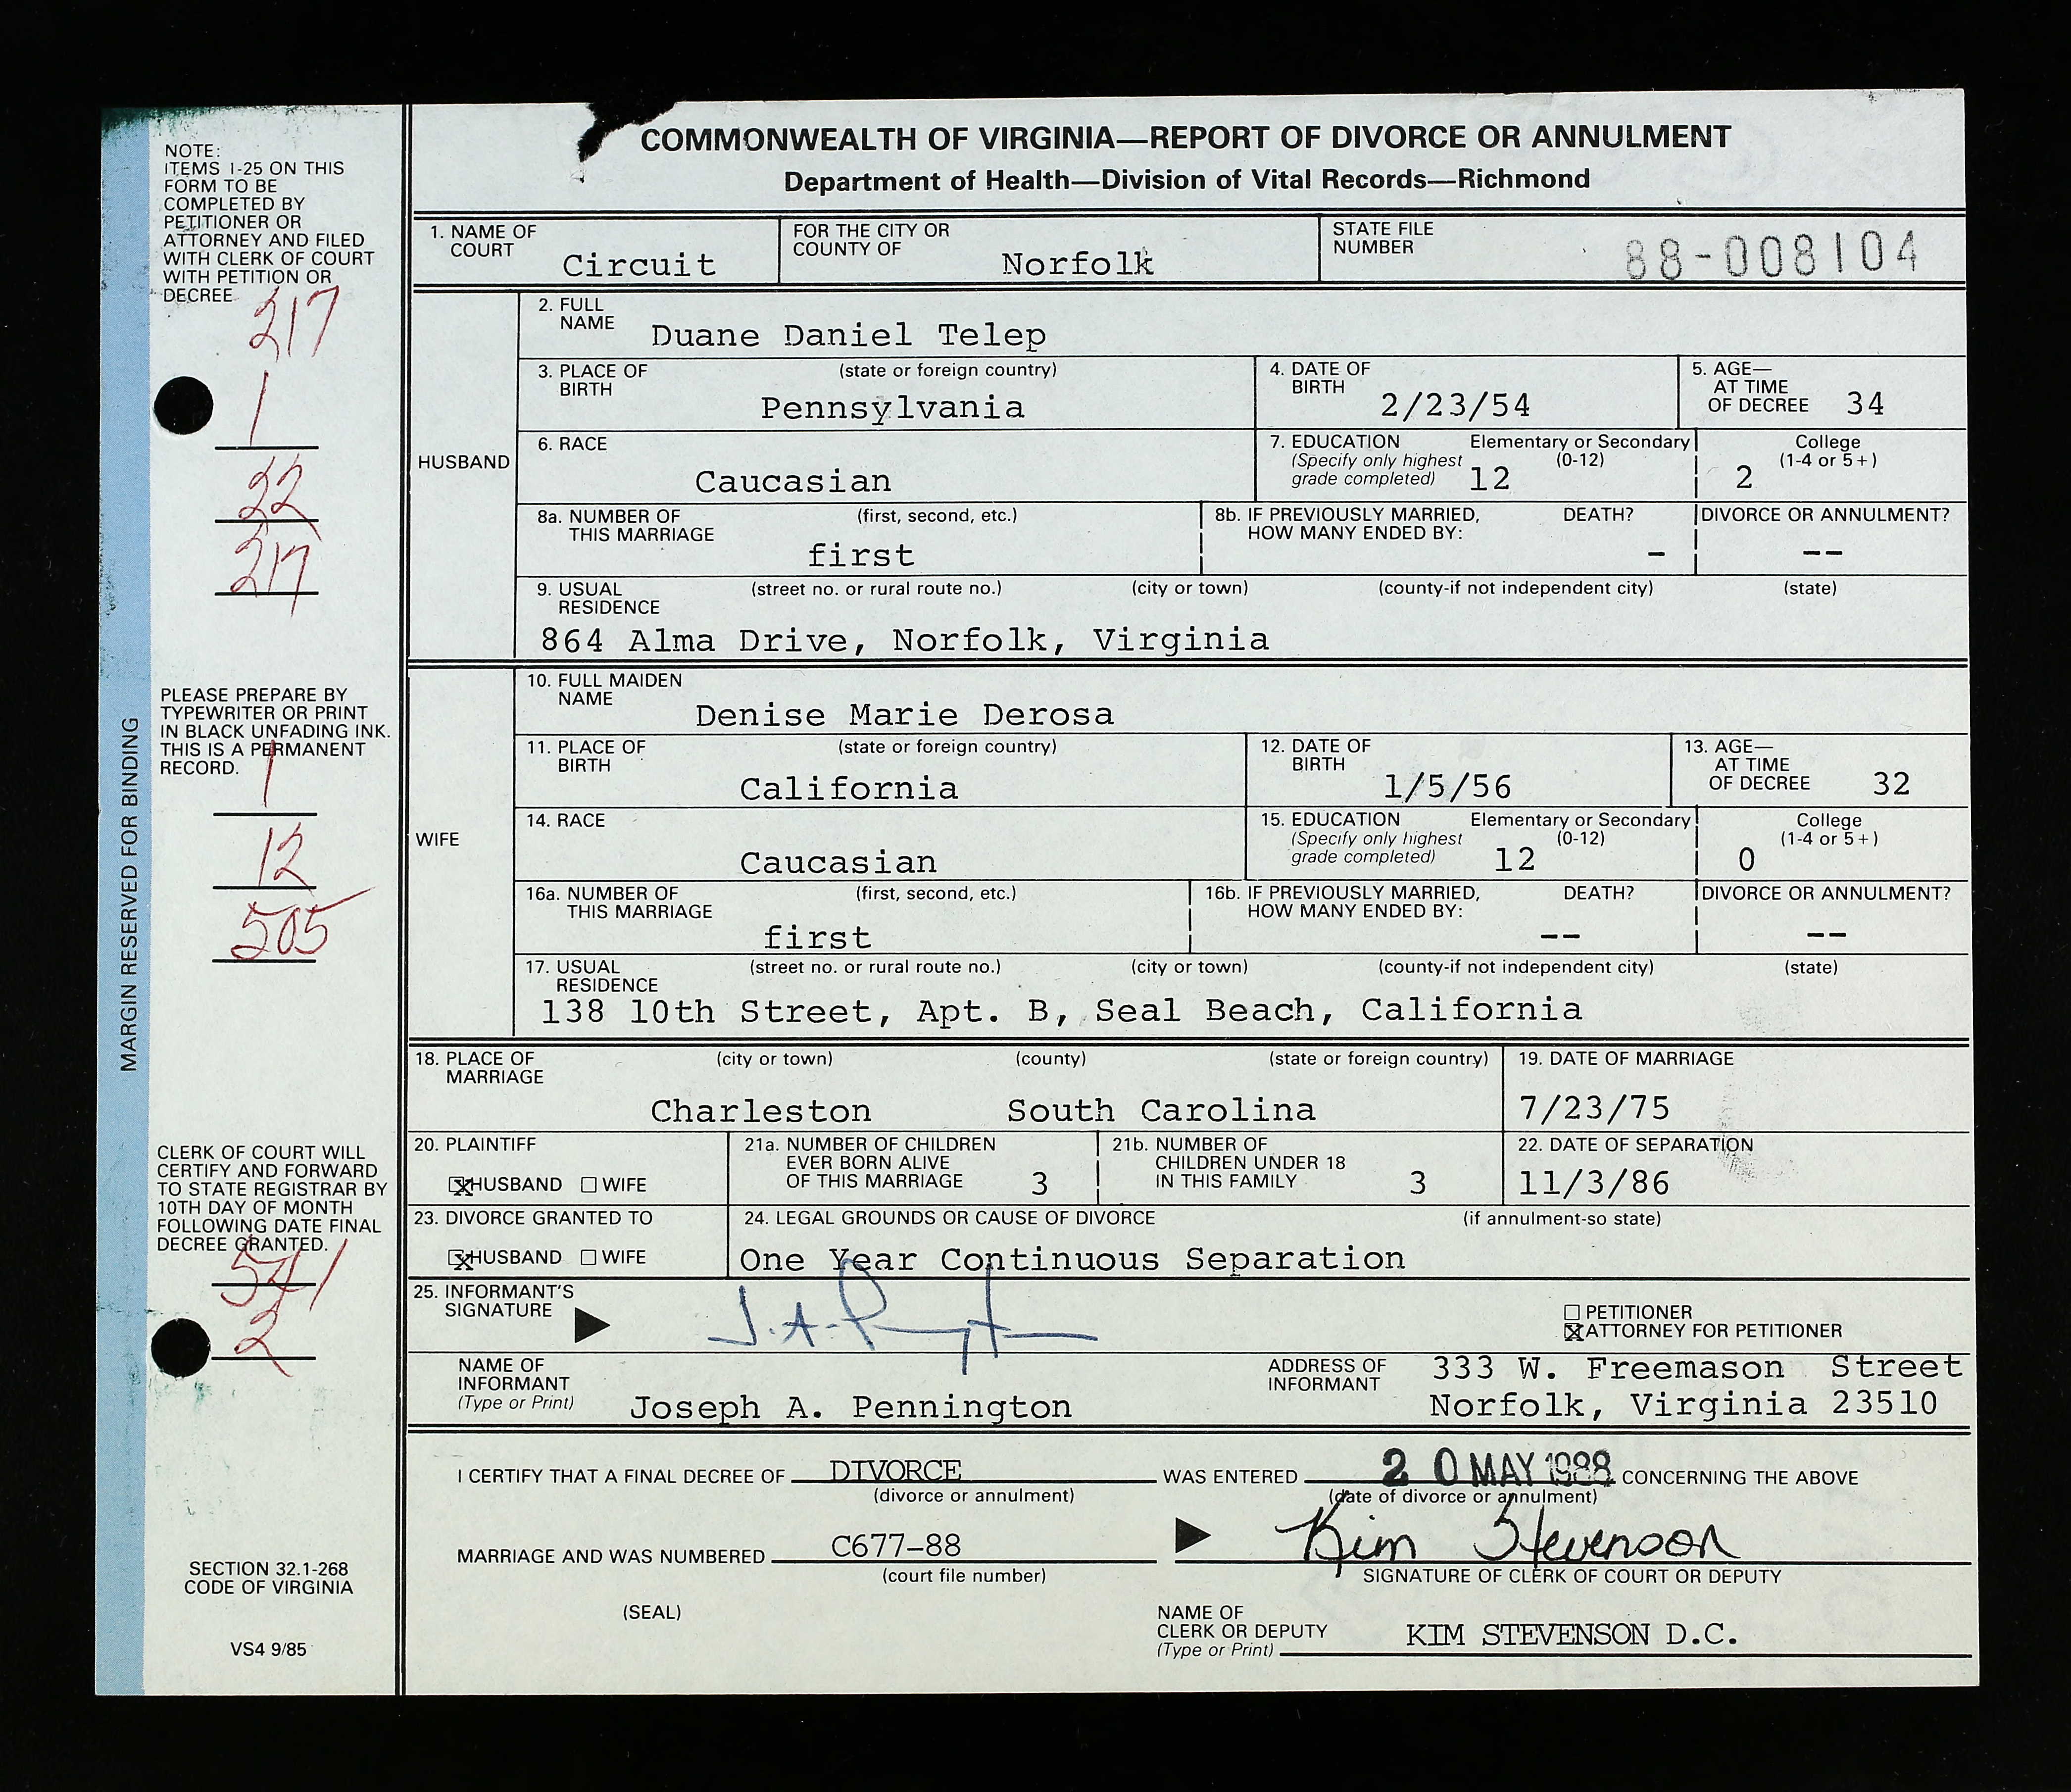 COMMONWEALTH OF VIRGINIA—REPORT OF DIVORCE OR ANNULMENT
Department of Health—Division of Vital Records—Richmond
NOTE:
ITEMS 1-25 ON THIS
FORM TO BE
COMPLETED BY
PETITIONER OR
ATTORNEY AND FILED
WITH CLERK OF COURT
WITH PETITION OR
DECREE
217
1
22
217
PLEASE PREPARE BY
TYPEWRITER OR PRINT
IN BLACK UNFADING INK.
THIS IS A PERMANENT
RECORD.
1
12
505
CLERK OF COURT WILL
CERTIFY AND FORWARD
TO STATE REGISTRAR BY
10TH DAY OF MONTH
FOLLOWING DATE FINAL
DECREE GRANTED.
541
2
SECTION 32.1-268
CODE OF VIRGINIA
VS4 9/85
MARGIN RESERVED FOR BINDING
1. NAME OF COURT Circuit
FOR THE CITY OR COUNTY OF Norfolk
STATE FILE NUMBER 88-008104
HUSBAND
2. FULL NAME Duane Daniel Telep
3. PLACE OF BIRTH (state or foreign country) Pennsylvania
4. DATE OF BIRTH 2/23/54
5. AGE— AT TIME OF DECREE 34
6. RACE Caucasian
7. EDUCATION (Specify only highest grade completed) Elementary or Secondary (0-12) 12 College (1-4 or 5+) 2
8a. NUMBER OF THIS MARRIAGE (first, second, etc.) first
8b. IF PREVIOUSLY MARRIED, HOW MANY ENDED BY: DEATH? - DIVORCE OR ANNULMENT? --
9. USUAL RESIDENCE (street no. or rural route no.) (city or town) (county-if not independent city) (state)
864 Alma Drive, Norfolk, Virginia
WIFE
10. FULL MAIDEN NAME Denise Marie Derosa
11. PLACE OF BIRTH (state or foreign country) California
12. DATE OF BIRTH 1/5/56
13. AGE— AT TIME OF DECREE 32
14. RACE Caucasian
15. EDUCATION (Specify only highest grade completed) Elementary or Secondary (0-12) 12 College (1-4 or 5+) 0
16a. NUMBER OF THIS MARRIAGE (first, second, etc.) first
16b. IF PREVIOUSLY MARRIED, HOW MANY ENDED BY: DEATH? -- DIVORCE OR ANNULMENT? --
17. USUAL RESIDENCE (street no. or rural route no.) (city or town) (county-if not independent city) (state)
138 10th Street, Apt. B, Seal Beach, California
18. PLACE OF MARRIAGE (city or town) (county) (state or foreign country)
Charleston South Carolina
19. DATE OF MARRIAGE
7/23/75
20. PLAINTIFF
☒ HUSBAND ☐ WIFE
21a. NUMBER OF CHILDREN EVER BORN ALIVE OF THIS MARRIAGE 3
21b. NUMBER OF CHILDREN UNDER 18 IN THIS FAMILY 3
22. DATE OF SEPARATION
11/3/86
23. DIVORCE GRANTED TO
☒ HUSBAND ☐ WIFE
24. LEGAL GROUNDS OR CAUSE OF DIVORCE (if annulment-so state)
One Year Continuous Separation
25. INFORMANT'S SIGNATURE J. A. Pennington
☐ PETITIONER
☒ ATTORNEY FOR PETITIONER
NAME OF INFORMANT (Type or Print) Joseph A. Pennington
ADDRESS OF INFORMANT 333 W. Freemason Street
Norfolk, Virginia 23510
I CERTIFY THAT A FINAL DECREE OF DIVORCE WAS ENTERED 20 MAY 1988 CONCERNING THE ABOVE
(divorce or annulment) (date of divorce or annulment)
MARRIAGE AND WAS NUMBERED C677-88 Kim Stevenson
(court file number) SIGNATURE OF CLERK OF COURT OR DEPUTY
(SEAL)
NAME OF CLERK OR DEPUTY (Type or Print) KIM STEVENSON D.C.